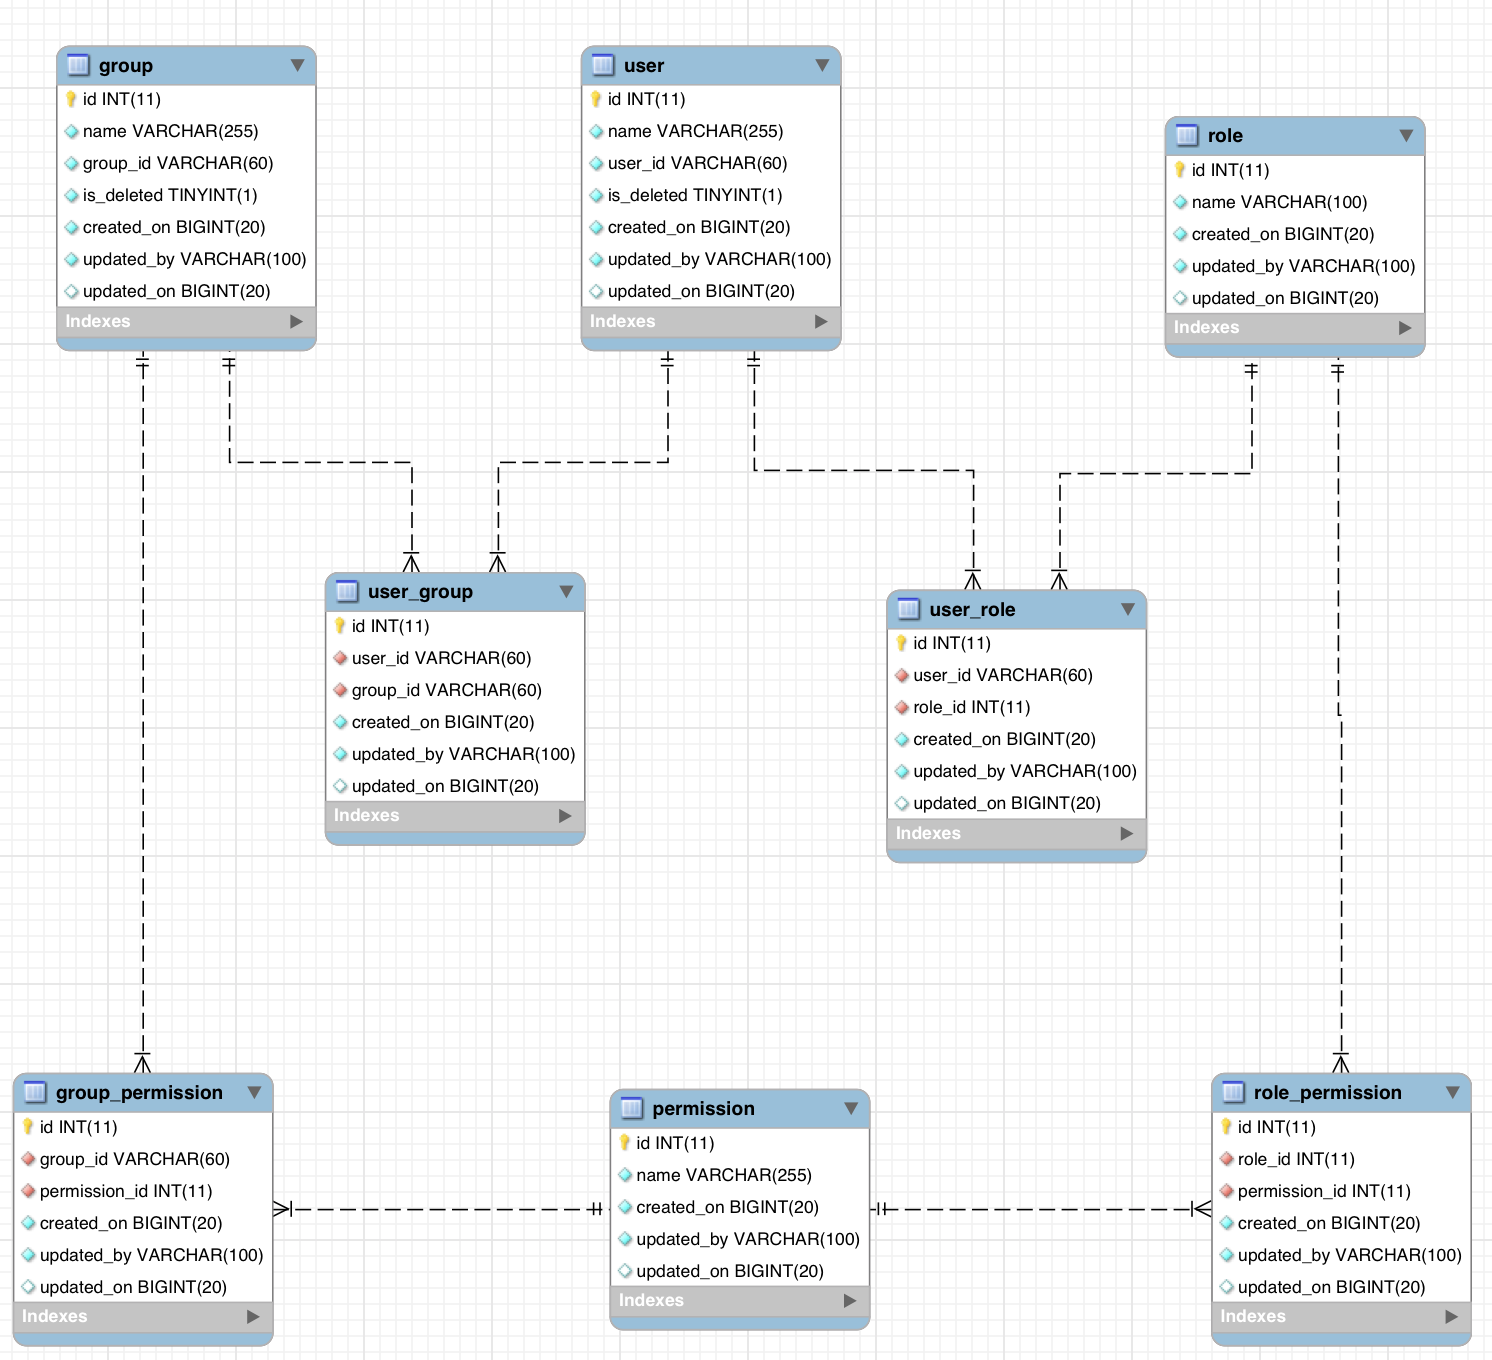 group
id INT(11)
name VARCHAR(255)
group_id VARCHAR(60)
is_deleted TINYINT(1)
created_on BIGINT(20)
updated_by VARCHAR(100)
updated_on BIGINT(20)
Indexes
user
id INT(11)
name VARCHAR(255)
user_id VARCHAR(60)
is_deleted TINYINT(1)
created_on BIGINT(20)
updated_by VARCHAR(100)
updated_on BIGINT(20)
Indexes
role
id INT(11)
name VARCHAR(100)
created_on BIGINT(20)
updated_by VARCHAR(100)
updated_on BIGINT(20)
Indexes
user_group
id INT(11)
user_id VARCHAR(60)
group_id VARCHAR(60)
created_on BIGINT(20)
updated_by VARCHAR(100)
updated_on BIGINT(20)
Indexes
user_role
id INT(11)
user_id VARCHAR(60)
role_id INT(11)
created_on BIGINT(20)
updated_by VARCHAR(100)
updated_on BIGINT(20)
Indexes
group_permission
id INT(11)
group_id VARCHAR(60)
permission_id INT(11)
created_on BIGINT(20)
updated_by VARCHAR(100)
updated_on BIGINT(20)
Indexes
permission
id INT(11)
name VARCHAR(255)
created_on BIGINT(20)
updated_by VARCHAR(100)
updated_on BIGINT(20)
Indexes
role_permission
id INT(11)
role_id INT(11)
permission_id INT(11)
created_on BIGINT(20)
updated_by VARCHAR(100)
updated_on BIGINT(20)
Indexes